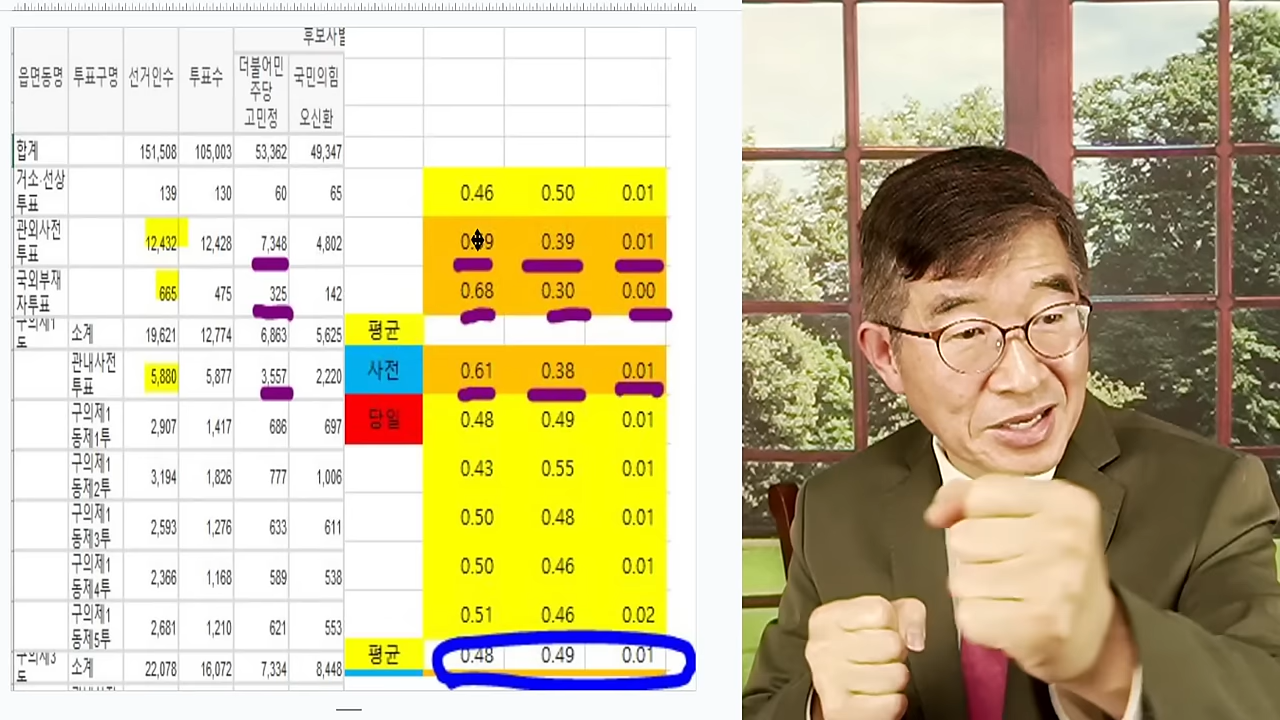 후보자별
읍면동명 투표구명 선거인수 투표수 더불어민 국민의힘
주당
고민정 오신환
합계 151,508 105,003 53,362 49,347
거소·선상 139 130 60 65 0.46 0.50 0.01
투표
관외사전 12,432 12,428 7,348 4,802 0.39 0.01
투표
국외부재 665 475 325 142 0.68 0.30 0.00
자투표
소계 19,621 12,774 6,863 5,625 평균
관내사전 5,880 5,877 3,557 2,220 사전 0.61 0.38 0.01
투표
구의제1 2,907 1,417 686 697 당일 0.48 0.49 0.01
동제1투
구의제1 3,194 1,826 777 1,006 0.43 0.55 0.01
동제2투
구의제1 2,593 1,276 633 611 0.50 0.48 0.01
동제3투
구의제1 2,366 1,168 589 538 0.50 0.46 0.01
동제4투
구의제1 2,681 1,210 621 553 0.51 0.46 0.02
동제5투
소계 22,078 16,072 7,334 8,448 평균 0.48 0.49 0.01